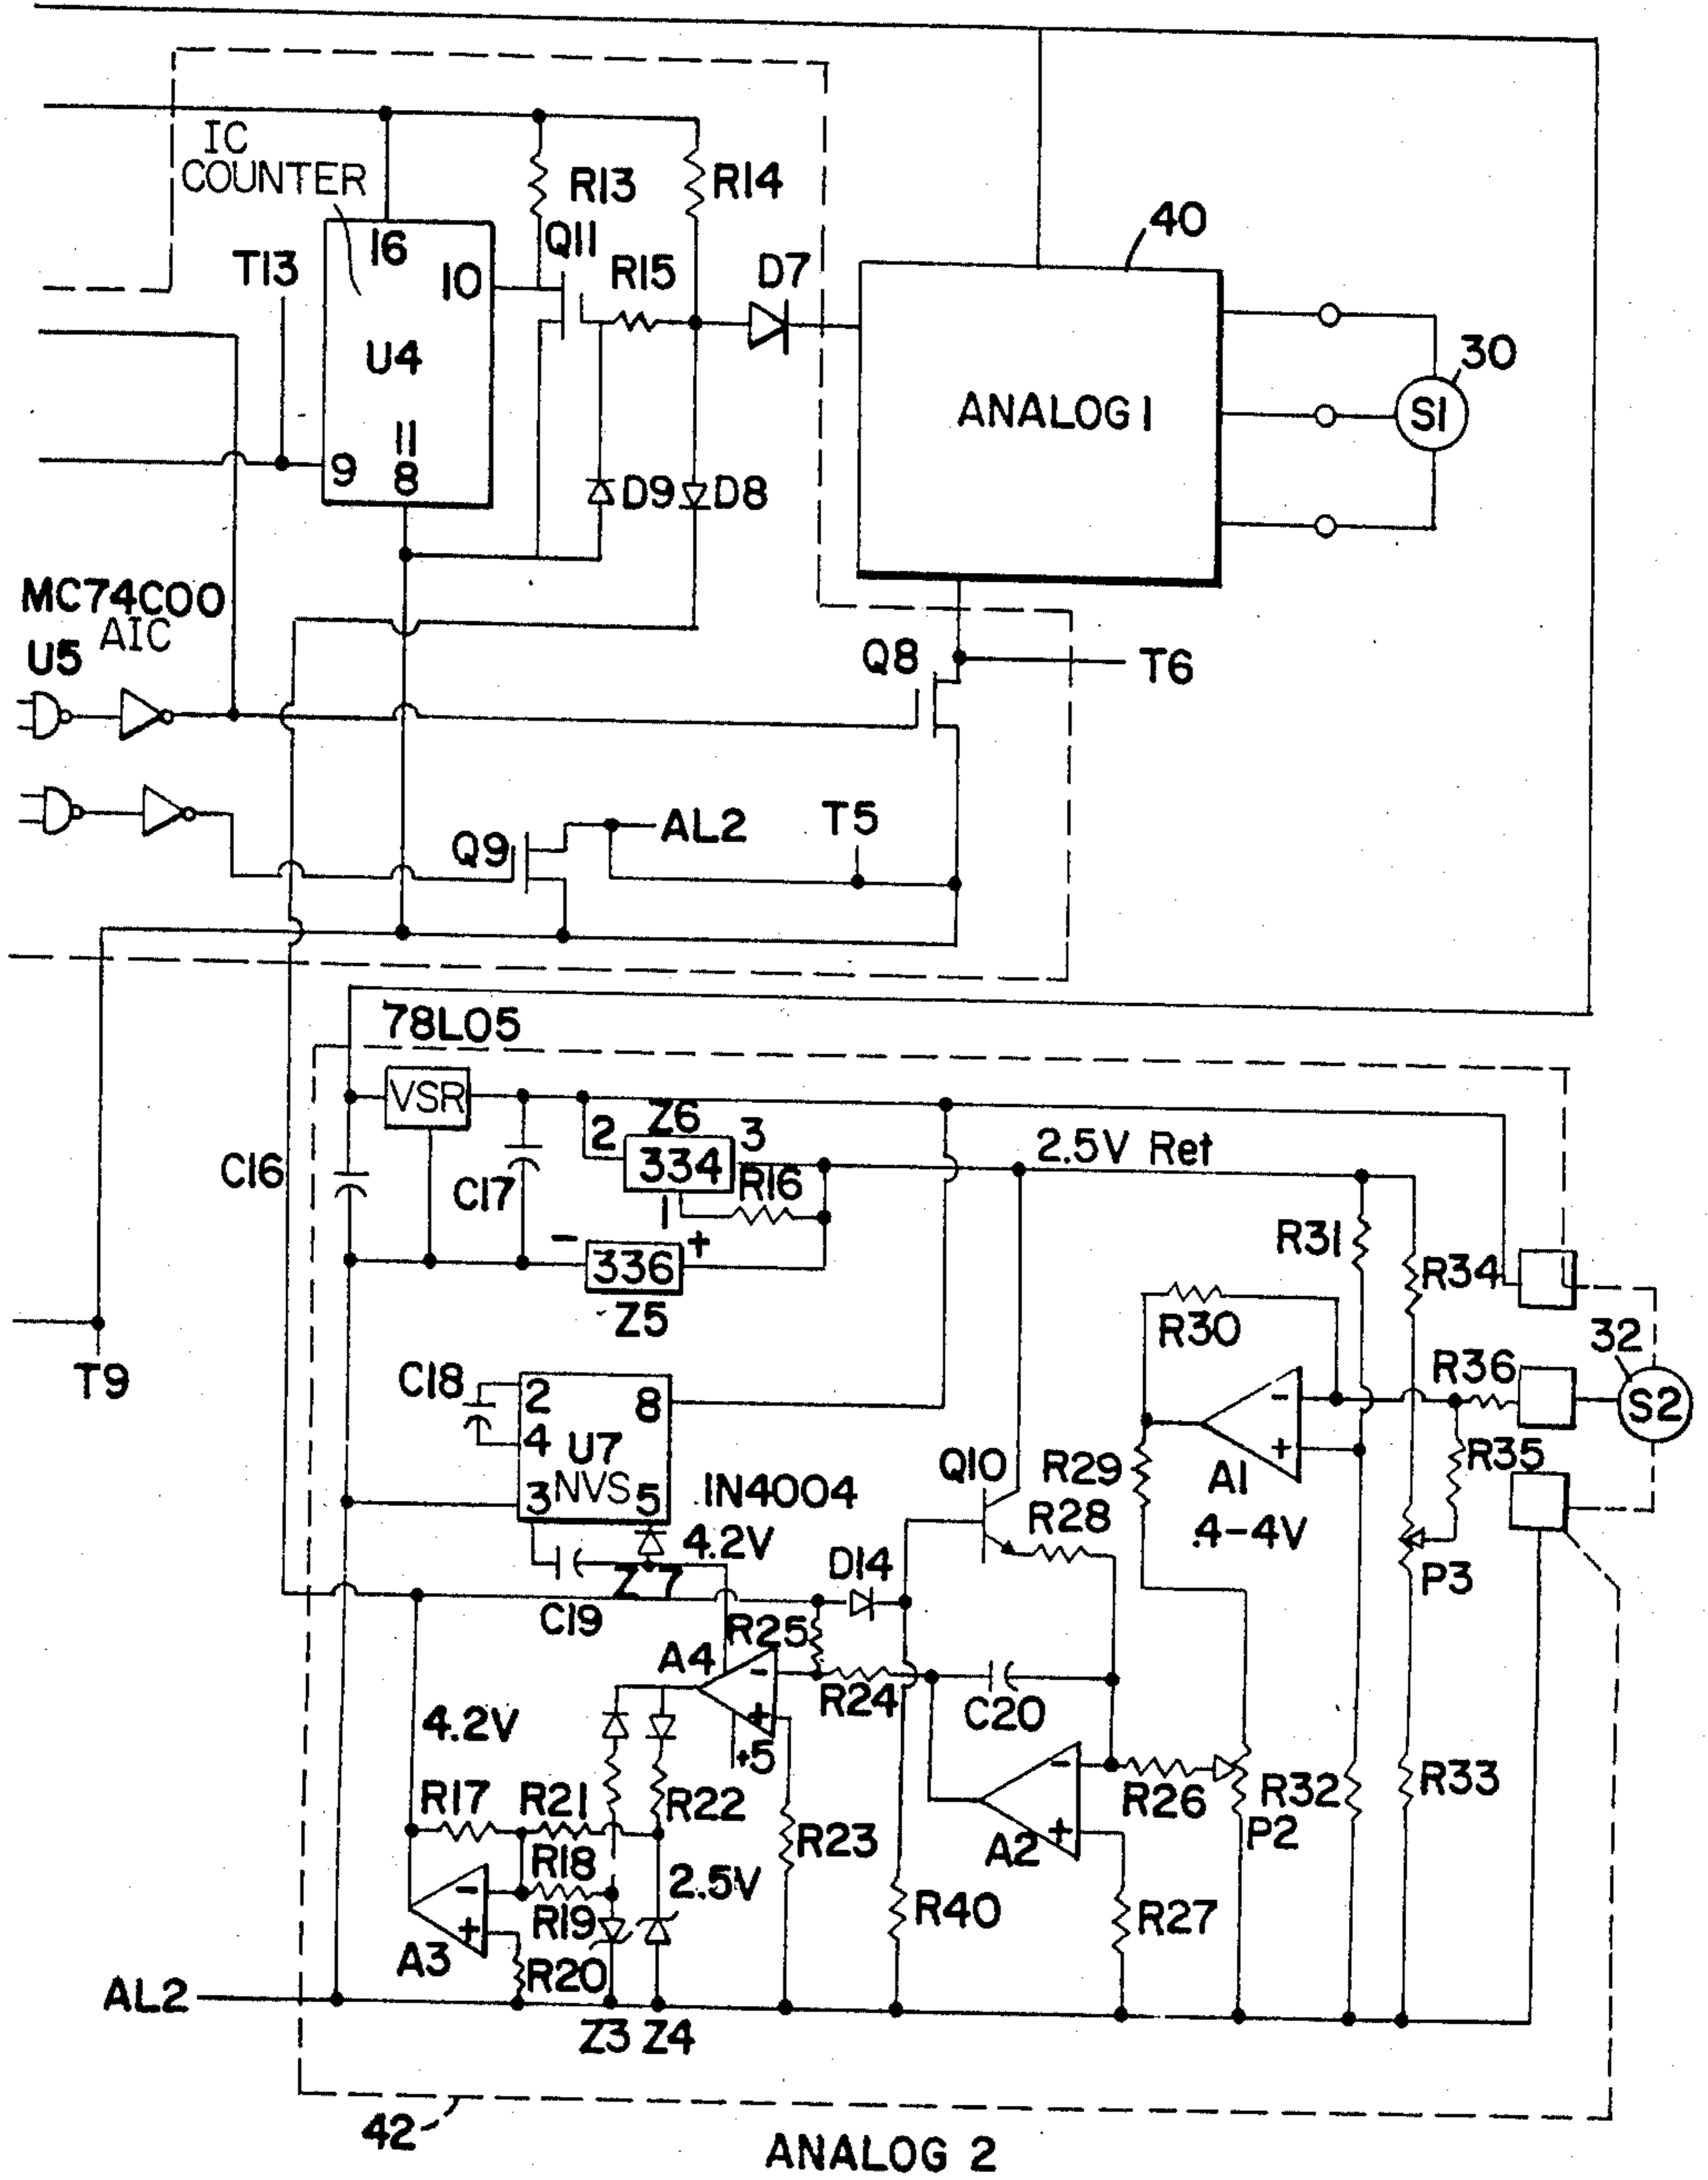 IC
COUNTER
R13
R14
40
16
Q11
T13
10
R15
D7
30
U4
ANALOG 1
S1
11
9
8
D9
D8
MC74C00
AIC
U5
Q8
T6
Q9
AL2
T5
78L05
VSR
Z6
2
3
334
2.5V Ret
C16
C17
R16
1
-
+
R31
336
R34
Z5
R30
32
T9
C18
R36
2
8
-
S2
4
U7
+
R35
Q10
R29
A1
3
NVS
5
IN4004
R28
.4-4V
4.2V
D14
Z7
P3
C19
R25
A4
-
R24
C20
4.2V
+
+5
R17
R21
R22
-
R26
R32
R33
R23
+
P2
A2
R18
2.5V
-
R19
R40
R27
+
A3
R20
AL2
Z3
Z4
42
ANALOG 2